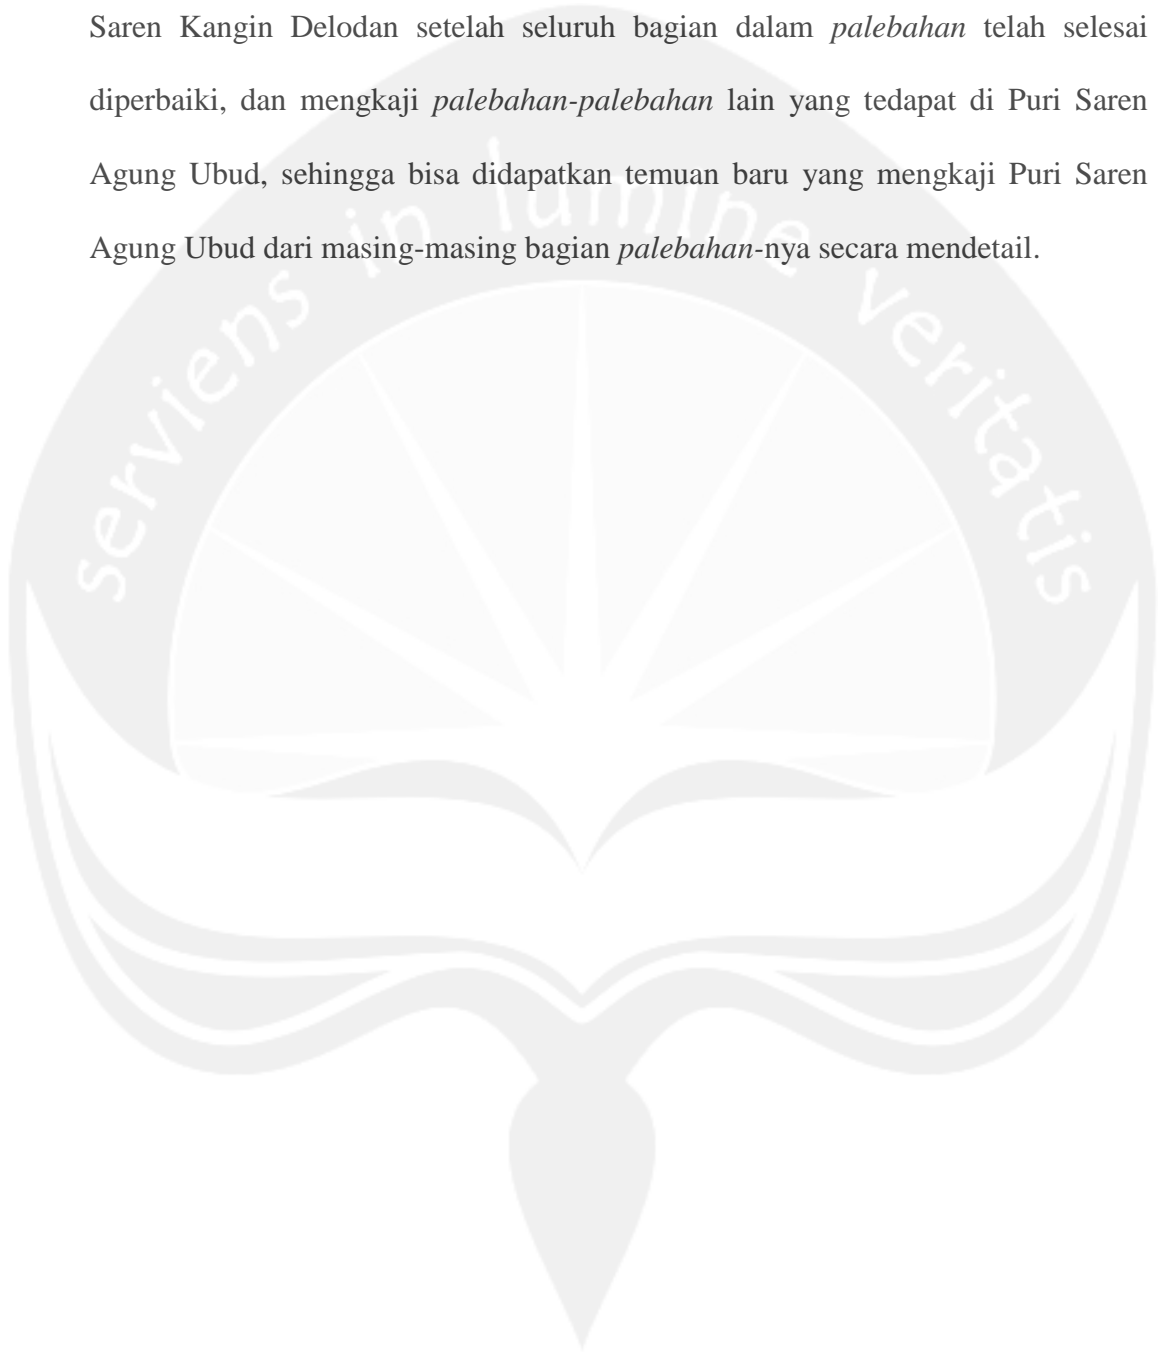 Saren Kangin Delodan setelah seluruh bagian dalam palebahan telah selesai
diperbaiki, dan mengkaji palebahan-palebahan lain yang tedapat di Puri Saren
Agung Ubud, sehingga bisa didapatkan temuan baru yang mengkaji Puri Saren
Agung Ubud dari masing-masing bagian palebahan-nya secara mendetail.
serviens in lumine veritatis